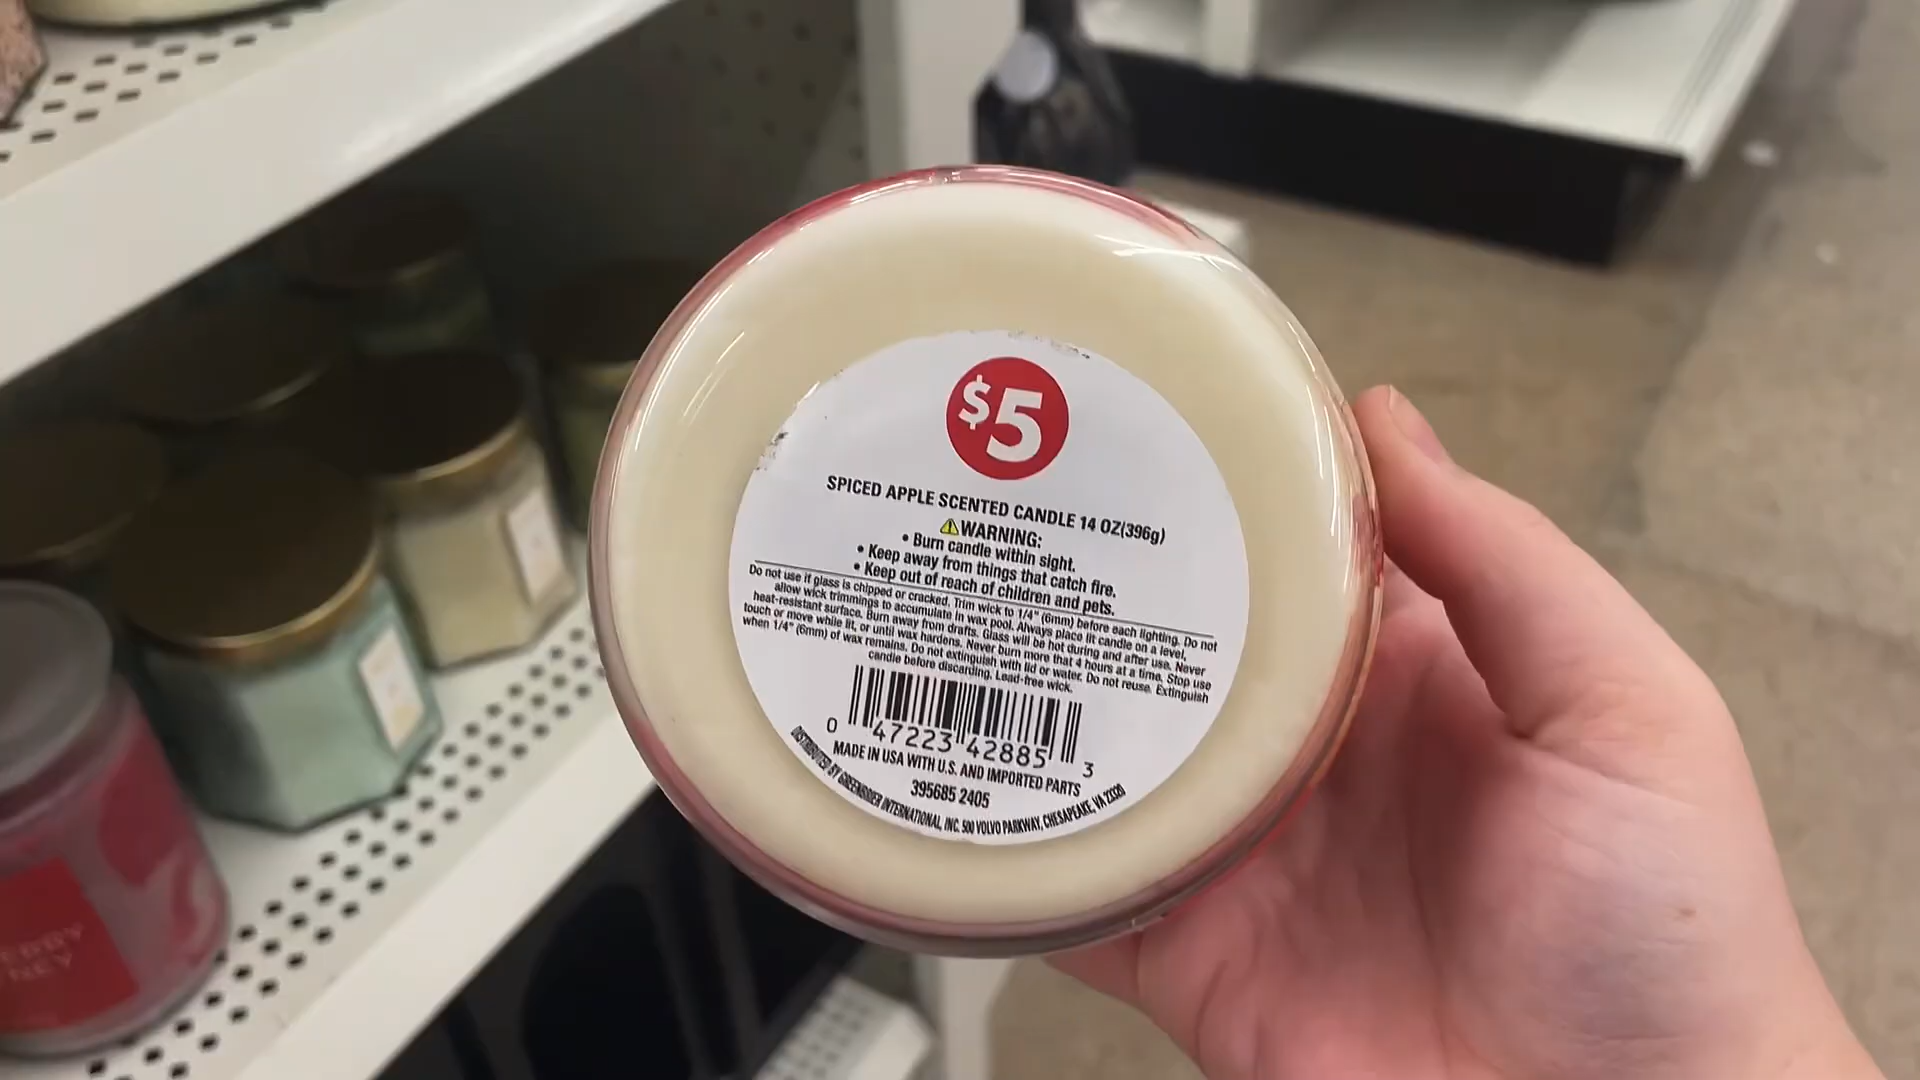 $5
SPICED APPLE SCENTED CANDLE 14 OZ(396g)
⚠WARNING:
• Burn candle within sight.
• Keep away from things that catch fire.
• Keep out of reach of children and pets.
Do not use if glass is chipped or cracked. Trim wick to 1/4" (6mm) before each lighting. Do not
allow wick trimmings to accumulate in wax pool. Always place lit candle on a level,
heat-resistant surface. Burn away from drafts. Glass will be hot during and after use. Never
touch or move while lit, or until wax hardens. Never burn more that 4 hours at a time. Stop use
when 1/4" (6mm) of wax remains. Do not extinguish with lid or water. Do not reuse. Extinguish
candle before discarding. Lead-free wick.
0 47223 42885 3
MADE IN USA WITH U.S. AND IMPORTED PARTS
395685 2405
DISTRIBUTED BY GREENBRIER INTERNATIONAL, INC. 500 VOLVO PARKWAY, CHESAPEAKE, VA 23320